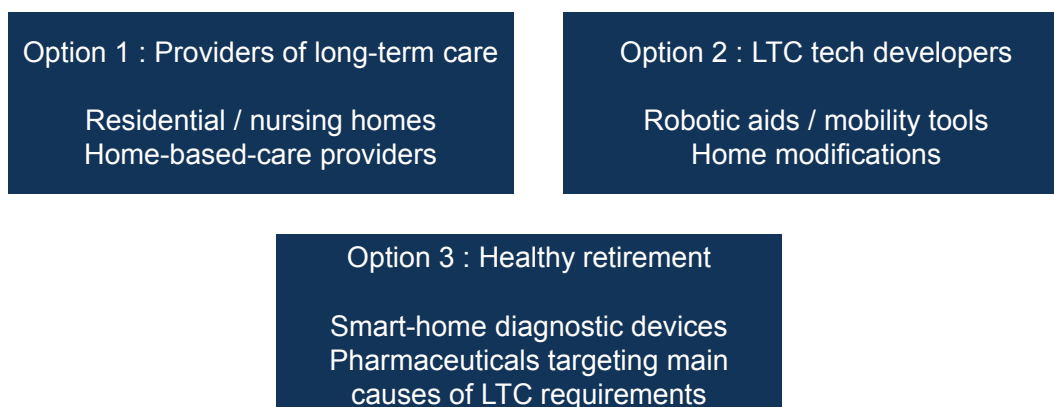 Option 1 : Providers of long-term care
Residential / nursing homes
Home-based-care providers
Option 2 : LTC tech developers
Robotic aids / mobility tools
Home modifications
Option 3 : Healthy retirement
Smart-home diagnostic devices
Pharmaceuticals targeting main
causes of LTC requirements